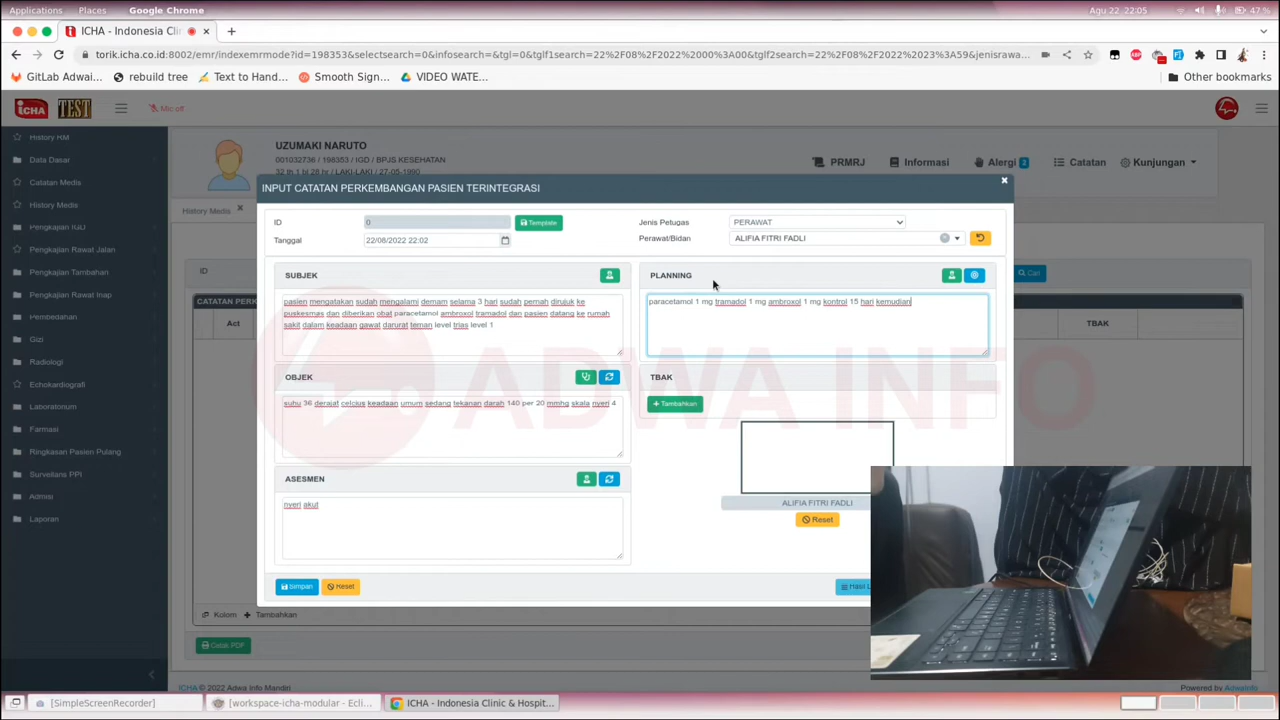 Applications Places Google Chrome Agu 22, 22:05 47 %
ICHA - Indonesia Clini
torik.icha.co.id:8002/emr/indexemrmode?id=198353&selectsearch=0&infosearch=&tgl=0&tglf1search=22%2F08%2F2022%2000%3A00&tglf2search=22%2F08%2F2022%2023%3A59&jenisrawa...
GitLab Adwai... rebuild tree Text to Hand... Smooth Sign... VIDEO WATE... Other bookmarks
iCHA TEST Mic off
History RM
Data Dasar
Catatan Medis
History Medis
Pengkajian IGD
Pengkajian Rawat Jalan
Pengkajian Tambahan
Pengkajian Rawat Inap
Pembedahan
Gizi
Radiologi
Echokardiografi
Laboratorium
Farmasi
Ringkasan Pasien Pulang
Surveilans PPI
Admisi
Laporan
UZUMAKI NARUTO
001032736 / 198353 / IGD / BPJS KESEHATAN
32 th 1 bl 28 hr / LAKI-LAKI / 27-05-1990
PRMRJ Informasi Alergi 3 Catatan Kunjungan
History Medis
ID Cari
CATATAN PERK
Act TBAK
INPUT CATATAN PERKEMBANGAN PASIEN TERINTEGRASI
ID 0 Template
Tanggal 22/08/2022 22:02
Jenis Petugas PERAWAT
Perawat/Bidan ALIFIA FITRI FADLI
SUBJEK
pasien mengatakan sudah mengalami demam selama 3 hari sudah pernah dirujuk ke
puskesmas dan diberikan obat paracetamol ambroxol tramadol dan pasien datang ke rumah
sakit dalam keadaan gawat darurat teman level trias level 1
OBJEK
suhu 36 derajat celcius keadaan umum sedang tekanan darah 140 per 20 mmhg skala nyeri 4
ASESMEN
nyeri akut
PLANNING
paracetamol 1 mg tramadol 1 mg ambroxol 1 mg kontrol 15 hari kemudian
TBAK
Tambahkan
ALIFIA FITRI FADLI
Reset
Simpan Reset Hasil L
ADWA INFO
Kolom Tambahkan
Cetak PDF
ICHA © 2022 Adwa Info Mandiri Powered by AdwaInfo
[SimpleScreenRecorder] [workspace-icha-modular - Ecli... ICHA - Indonesia Clinic & Hospit...